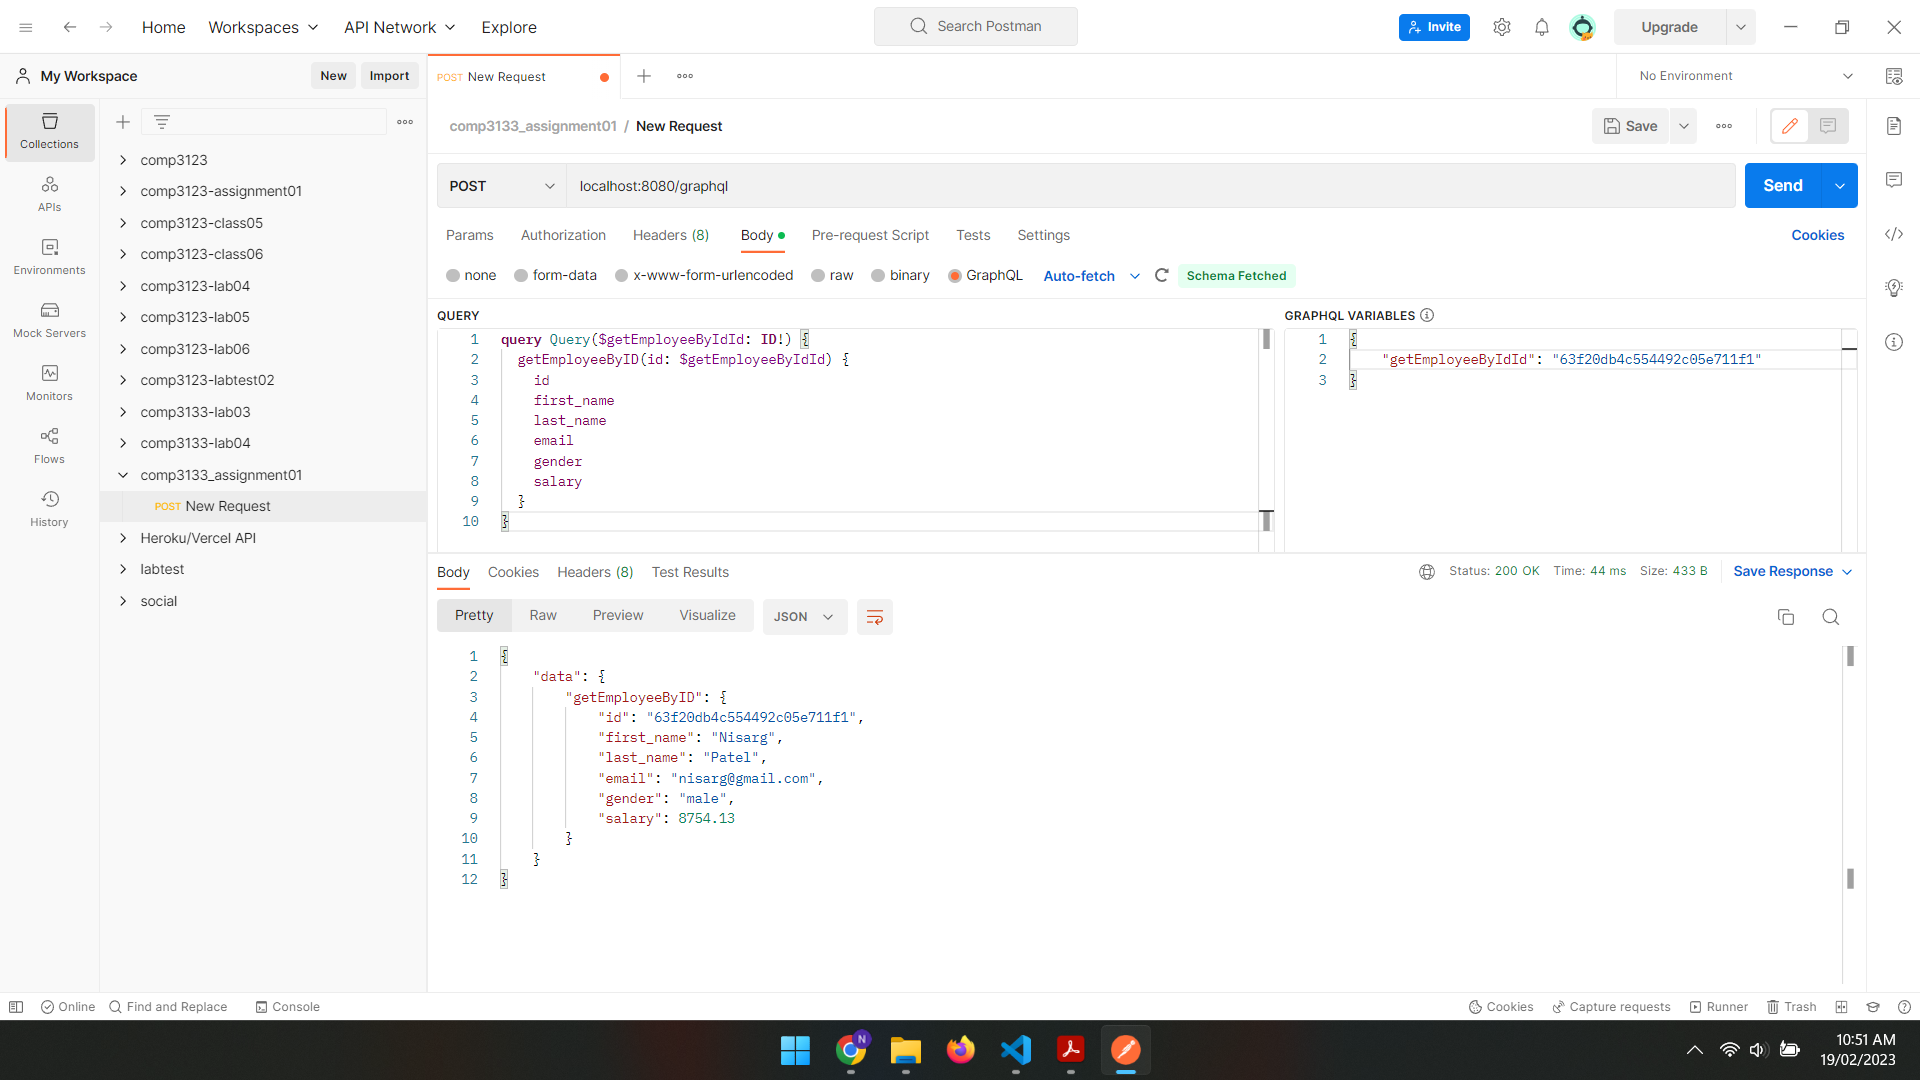 Home Workspaces API Network Explore Search Postman Invite Upgrade
My Workspace New Import POST New Request No Environment
Collections
APIs
Environments
Mock Servers
Monitors
Flows
History
comp3123
comp3123-assignment01
comp3123-class05
comp3123-class06
comp3123-lab04
comp3123-lab05
comp3123-lab06
comp3123-labtest02
comp3133-lab03
comp3133-lab04
comp3133_assignment01
POST New Request
Heroku/Vercel API
labtest
social
comp3133_assignment01 / New Request Save
POST localhost:8080/graphql Send
Params Authorization Headers (8) Body Pre-request Script Tests Settings Cookies
none form-data x-www-form-urlencoded raw binary GraphQL Auto-fetch Schema Fetched
QUERY
1 query Query($getEmployeeByIdId: ID!) {
2 getEmployeeByID(id: $getEmployeeByIdId) {
3 id
4 first_name
5 last_name
6 email
7 gender
8 salary
9 }
10 }
GRAPHQL VARIABLES
1 {
2 "getEmployeeByIdId": "63f20db4c554492c05e711f1"
3 }
Body Cookies Headers (8) Test Results Status: 200 OK Time: 44 ms Size: 433 B Save Response
Pretty Raw Preview Visualize JSON
1 {
2 "data": {
3 "getEmployeeByID": {
4 "id": "63f20db4c554492c05e711f1",
5 "first_name": "Nisarg",
6 "last_name": "Patel",
7 "email": "nisarg@gmail.com",
8 "gender": "male",
9 "salary": 8754.13
10 }
11 }
12 }
Online Find and Replace Console Cookies Capture requests Runner Trash
N
10:51 AM
19/02/2023